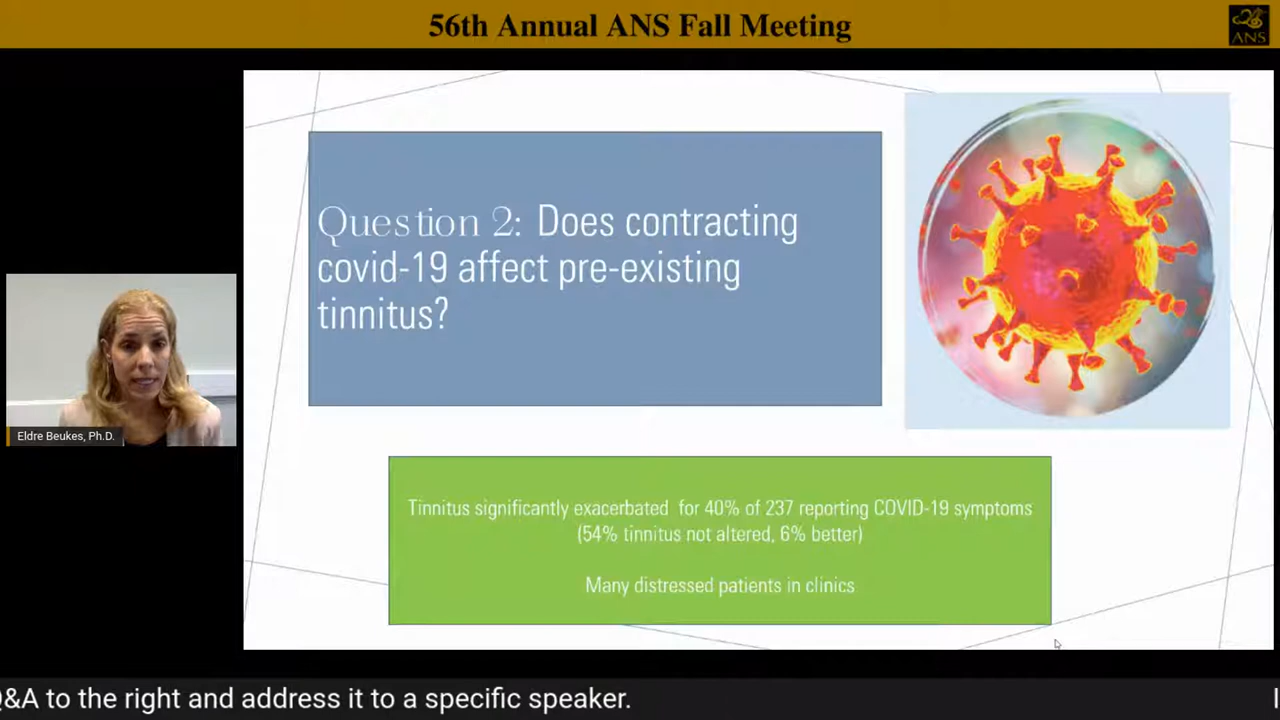 56th Annual ANS Fall Meeting
ANS
Question 2: Does contracting
covid-19 affect pre-existing
tinnitus?
Eldre Beukes, Ph.D.
Tinnitus significantly exacerbated for 40% of 237 reporting COVID-19 symptoms
(54% tinnitus not altered, 6% better)
Many distressed patients in clinics
Q&A to the right and address it to a specific speaker.